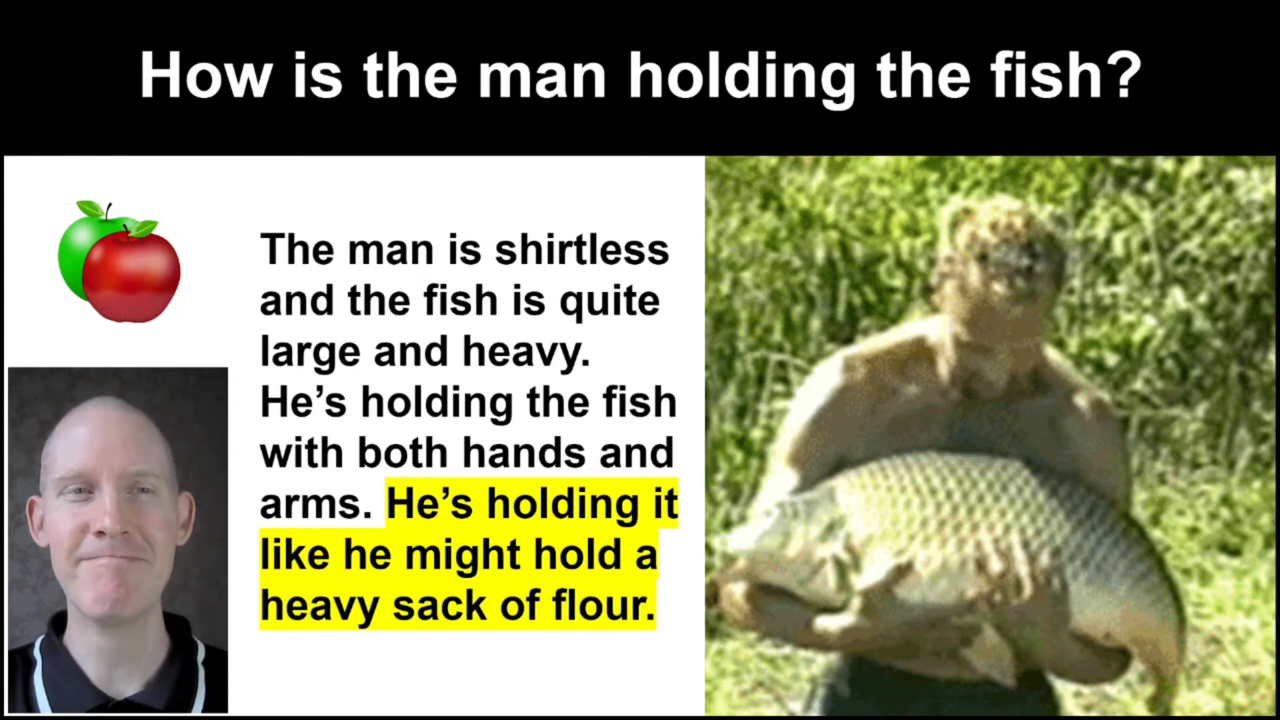 How is the man holding the fish?
The man is shirtless
and the fish is quite
large and heavy.
He’s holding the fish
with both hands and
arms. He’s holding it
like he might hold a
heavy sack of flour.